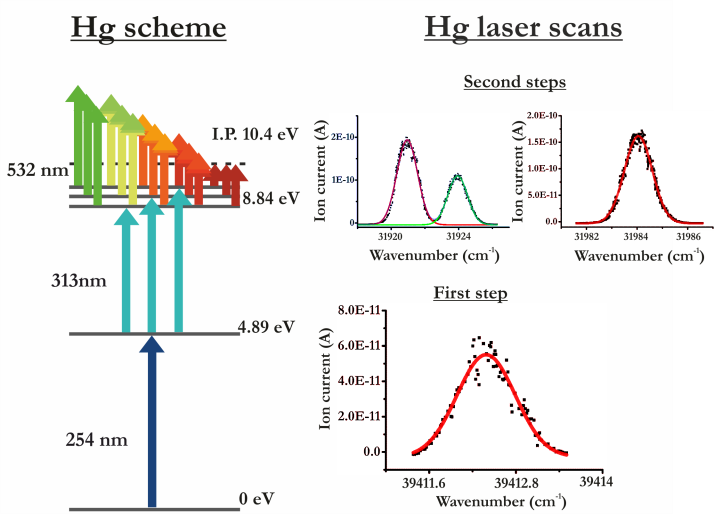 Hg scheme
Hg laser scans
I.P. 10.4 eV
532 nm
8.84 eV
313nm
4.89 eV
254 nm
0 eV
Second steps
Ion current (A)
2E-10
1E-10
0
31920
31924
Wavenumber (cm⁻¹)
Ion current (A)
2.0E-10
1.5E-10
1.0E-10
5.0E-11
0.0
31982
31984
31986
Wavenumber (cm⁻¹)
First step
Ion current (A)
8.0E-11
6.0E-11
4.0E-11
2.0E-11
0.0
39411.6
39412.8
39414
Wavenumber (cm⁻¹)